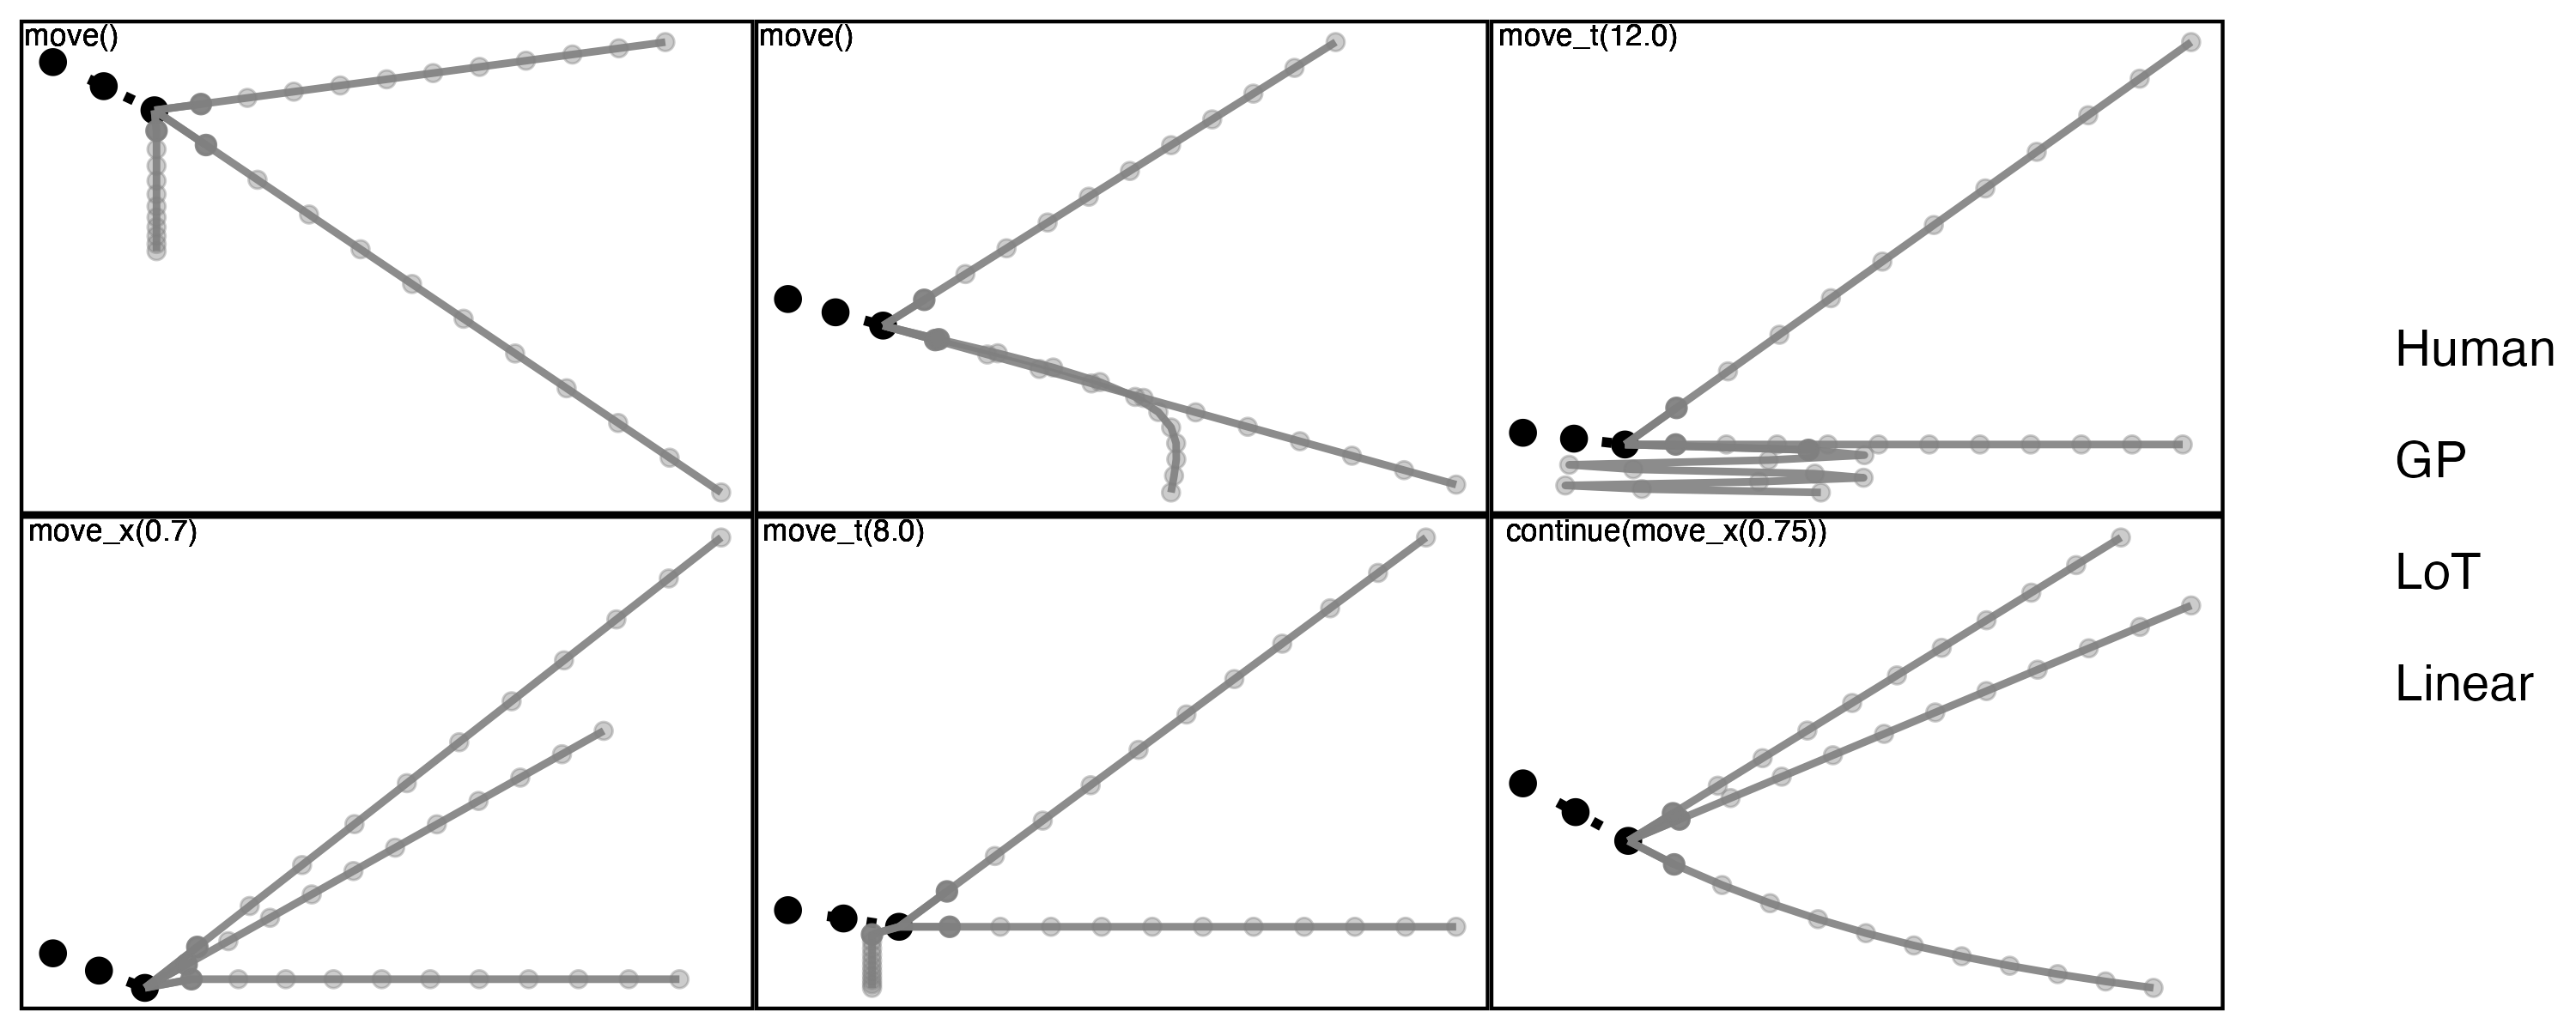 move()
move()
move_t(12.0)
move_x(0.7)
move_t(8.0)
continue(move_x(0.75))
Human
GP
LoT
Linear